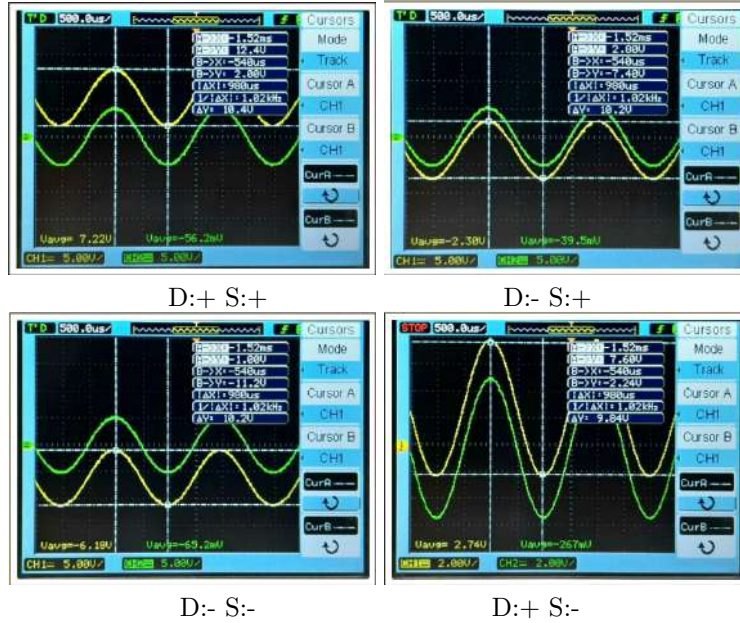 T'D 500.0us/ Cursors
A->X:-1.52ms
Mode
A->Y: 12.4V
B->X:-540us
Track
B->Y: 2.00V
|ΔX|:980us
Cursor A
1/|ΔX|:1.02kHz
ΔY: 10.4V
CH1
Cursor B
CH1
CurA
CurB
Vavg= 7.22V Vavg=-56.2mV
CH1= 5.00V/ CH2= 5.00V/
D:+ S:+
T'D 500.0us/ Cursors
A->X:-1.52ms
Mode
A->Y: 2.80V
B->X:-540us
Track
B->Y:-7.40V
|ΔX|:980us
Cursor A
1/|ΔX|:1.02kHz
ΔY: 10.2V
CH1
Cursor B
CH1
CurA
CurB
Vavg=-2.30V Vavg=-39.5mV
CH1= 5.00V/ CH2= 5.00V/
D:- S:+
T'D 500.0us/ Cursors
A->X:-1.52ms
Mode
A->Y:-1.00V
B->X:-540us
Track
B->Y:-11.2V
|ΔX|:980us
Cursor A
1/|ΔX|:1.02kHz
ΔY: 10.2V
CH1
Cursor B
CH1
CurA
CurB
Vavg=-6.18V Vavg=-65.2mV
CH1= 5.00V/ CH2= 5.00V/
D:- S:-
STOP 500.0us/ Cursors
A->X:-1.52ms
Mode
A->Y: 7.60V
B->X:-540us
Track
B->Y:-2.24V
|ΔX|:980us
Cursor A
1/|ΔX|:1.02kHz
ΔY: 9.84V
CH1
Cursor B
CH1
CurA
CurB
Vavg= 2.74V Vavg=-267mV
CH1= 2.00V/ CH2= 2.00V/
D:+ S:-